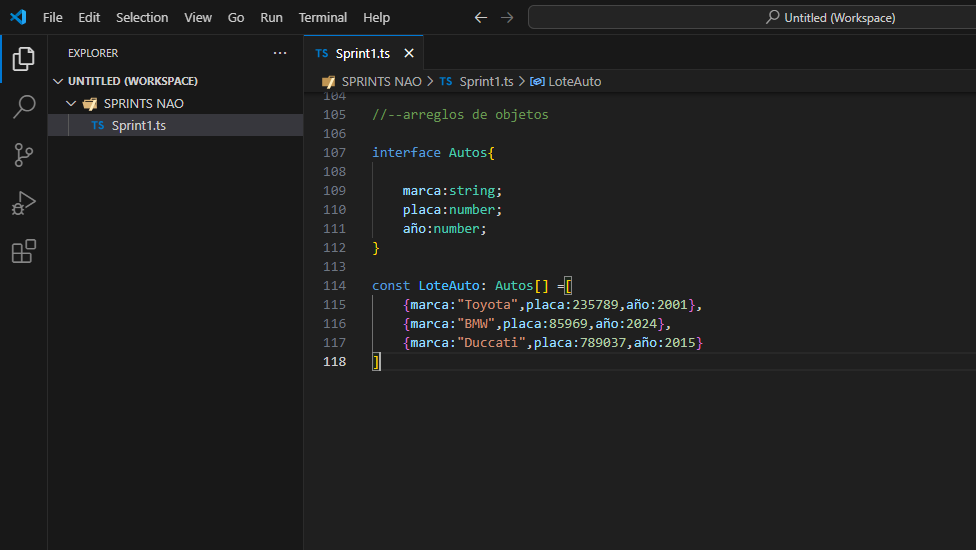 File Edit Selection View Go Run Terminal Help
Untitled (Workspace)
EXPLORER
UNTITLED (WORKSPACE)
SPRINTS NAO
TS Sprint1.ts
TS Sprint1.ts
SPRINTS NAO > TS Sprint1.ts > LoteAuto
104
105 //--arreglos de objetos
106
107 interface Autos{
108
109 marca:string;
110 placa:number;
111 año:number;
112 }
113
114 const LoteAuto: Autos[] =[
115 {marca:"Toyota",placa:235789,año:2001},
116 {marca:"BMW",placa:85969,año:2024},
117 {marca:"Duccati",placa:789037,año:2015}
118 ]